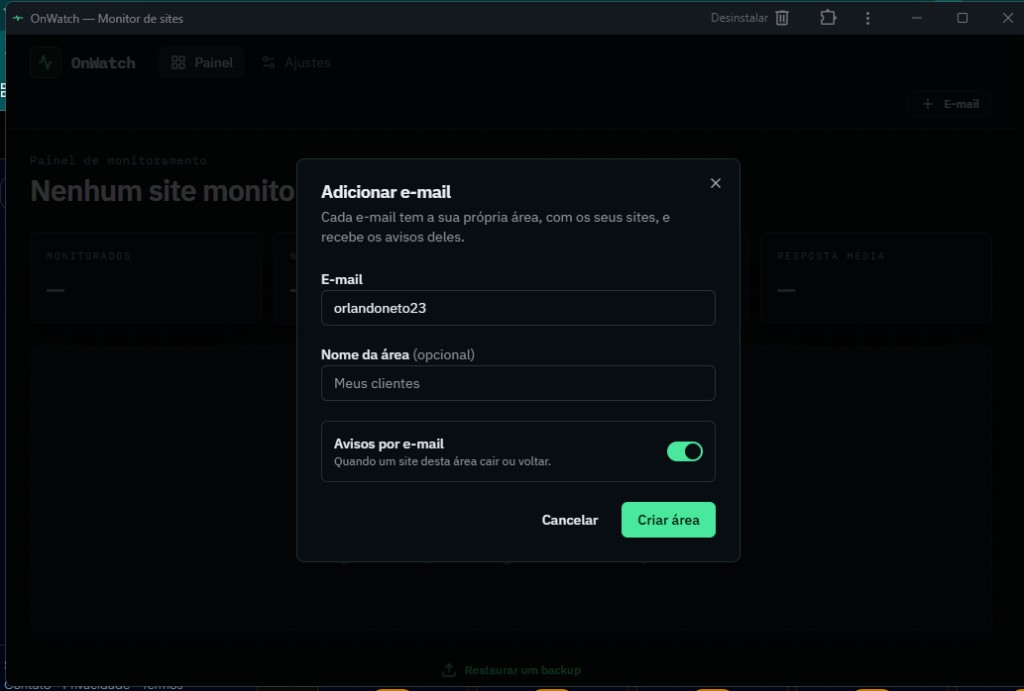 OnWatch — Monitor de sites
Desinstalar
OnWatch
Painel
Ajustes
E-mail
Painel de monitoramento
Nenhum site monito
Adicionar e-mail
Cada e-mail tem a sua própria área, com os seus sites, e
recebe os avisos deles.
MONITORADOS
RESPOSTA MÉDIA
—
—
E-mail
orlandoneto23
Nome da área (opcional)
Meus clientes
Avisos por e-mail
Quando um site desta área cair ou voltar.
Cancelar
Criar área
Restaurar um backup
Contato
Privacidade
Termos